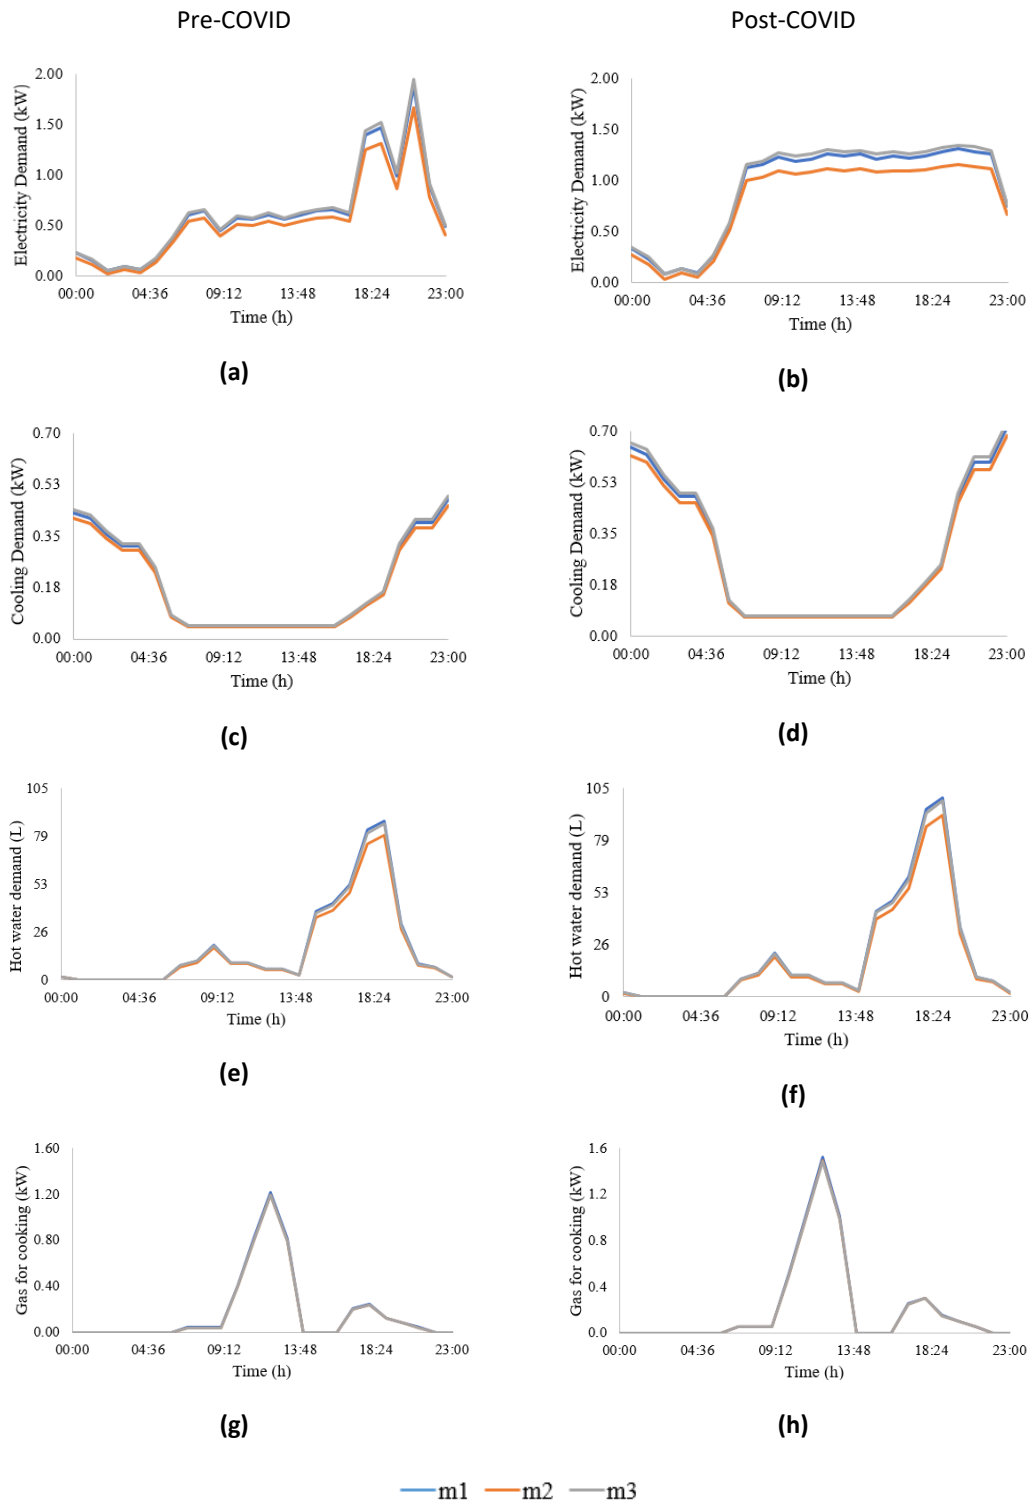 Pre-COVID
Post-COVID
Electricity Demand (kW)
2.00
1.50
1.00
0.50
0.00
00:00 04:36 09:12 13:48 18:24 23:00
Time (h)
(a)
Electricity Demand (kW)
2.00
1.50
1.00
0.50
0.00
00:00 04:36 09:12 13:48 18:24 23:00
Time (h)
(b)
Cooling Demand (kW)
0.70
0.53
0.35
0.18
0.00
00:00 04:36 09:12 13:48 18:24 23:00
Time (h)
(c)
Cooling Demand (kW)
0.70
0.53
0.35
0.18
0.00
00:00 04:36 09:12 13:48 18:24 23:00
Time (h)
(d)
Hot water demand (L)
105
79
53
26
0
00:00 04:36 09:12 13:48 18:24 23:00
Time (h)
(e)
Hot water demand (L)
105
79
53
26
0
00:00 04:36 09:12 13:48 18:24 23:00
Time (h)
(f)
Gas for cooking (kW)
1.60
1.20
0.80
0.40
0.00
00:00 04:36 09:12 13:48 18:24 23:00
Time (h)
(g)
Gas for cooking (kW)
1.6
1.2
0.8
0.4
0.0
00:00 04:36 09:12 13:48 18:24 23:00
Time (h)
(h)
m1 m2 m3